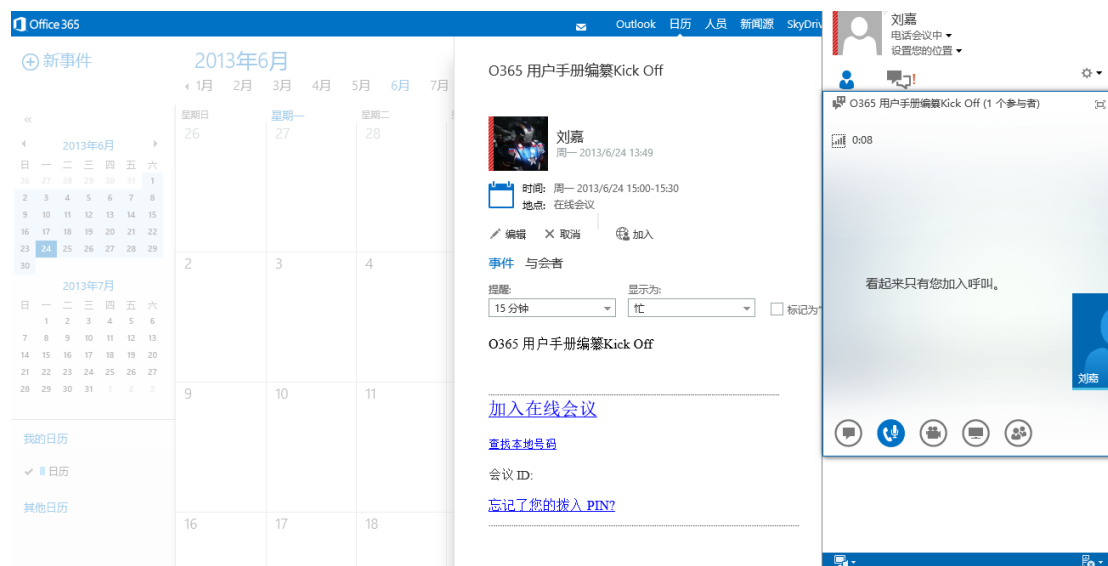 Office 365
Outlook 日历 人员 新闻源 SkyDriv
新事件
« 
2013年6月
日 一 二 三 四 五 六
26 27 28 29 30 31 1
2 3 4 5 6 7 8
9 10 11 12 13 14 15
16 17 18 19 20 21 22
23 24 25 26 27 28 29
30
2013年7月
日 一 二 三 四 五 六
1 2 3 4 5 6
7 8 9 10 11 12 13
14 15 16 17 18 19 20
21 22 23 24 25 26 27
28 29 30 31 1 2 2
我的日历
日历
其他日历
2013年6月
1月 2月 3月 4月 5月 6月 7月
星期日 星期一 星期二
26 27 28
2 3 4
9 10 11
16 17 18
O365 用户手册编纂Kick Off
刘嘉
周一 2013/6/24 13:49
时间: 周一 2013/6/24 15:00-15:30
地点: 在线会议
编辑 取消 加入
事件 与会者
提醒: 显示为:
15 分钟 忙 标记为"
O365 用户手册编纂Kick Off
加入在线会议
查找本地号码
会议 ID:
忘记了您的拨入 PIN?
刘嘉
电话会议中
设置您的位置
O365 用户手册编纂Kick Off (1 个参与者)
0:08
看起来只有您加入呼叫。
刘嘉